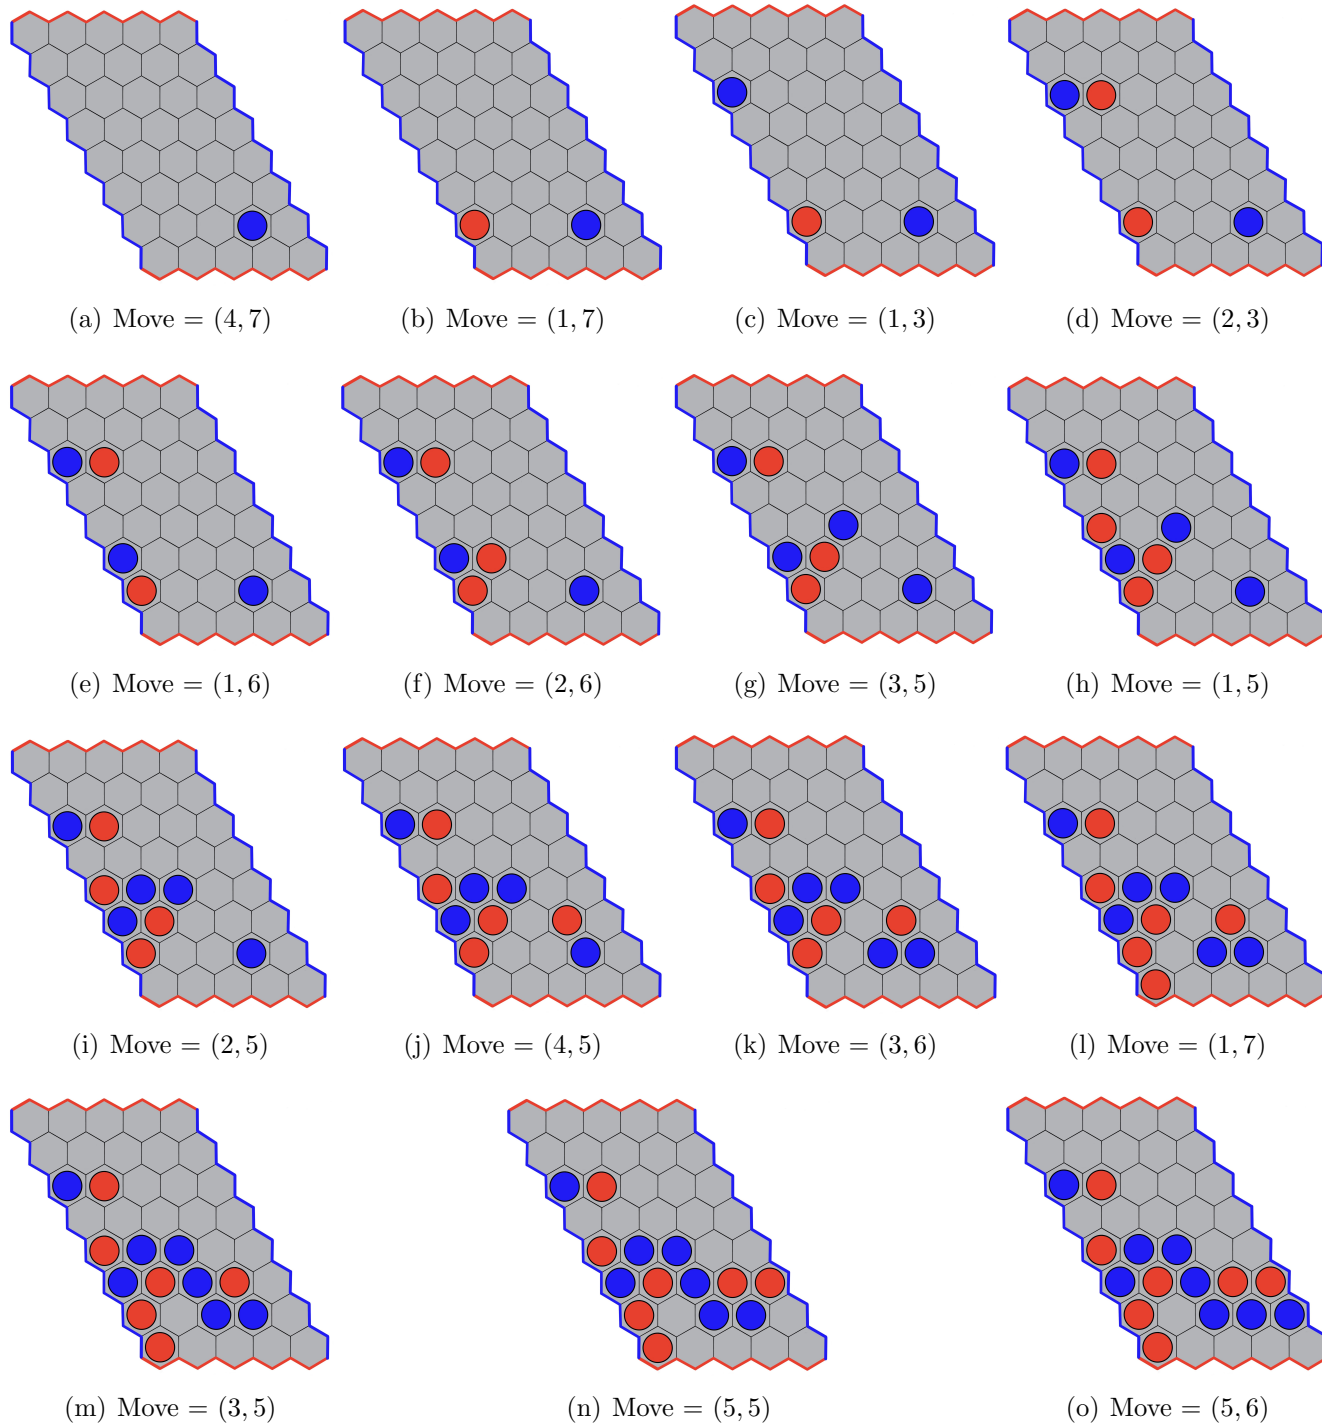 (a) Move = (4, 7)
(b) Move = (1, 7)
(c) Move = (1, 3)
(d) Move = (2, 3)
(e) Move = (1, 6)
(f) Move = (2, 6)
(g) Move = (3, 5)
(h) Move = (1, 5)
(i) Move = (2, 5)
(j) Move = (4, 5)
(k) Move = (3, 6)
(l) Move = (1, 7)
(m) Move = (3, 5)
(n) Move = (5, 5)
(o) Move = (5, 6)